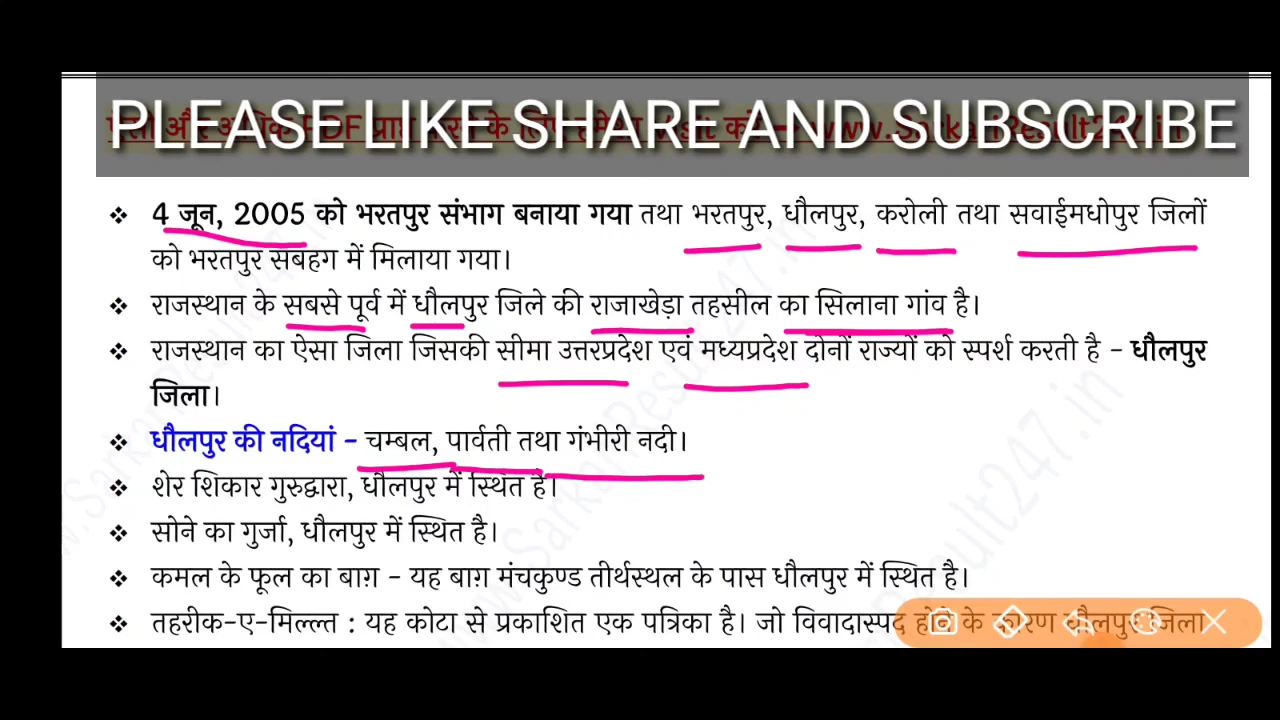 PLEASE LIKE SHARE AND SUBSCRIBE
❖ 4 जून, 2005 को भरतपुर संभाग बनाया गया तथा भरतपुर, धौलपुर, करोली तथा सवाईमधोपुर जिलों
को भरतपुर सबहग में मिलाया गया।
❖ राजस्थान के सबसे पूर्व में धौलपुर जिले की राजाखेड़ा तहसील का सिलाना गांव है।
❖ राजस्थान का ऐसा जिला जिसकी सीमा उत्तरप्रदेश एवं मध्यप्रदेश दोनों राज्यों को स्पर्श करती है - धौलपुर
जिला।
❖ धौलपुर की नदियां - चम्बल, पार्वती तथा गंभीरी नदी।
❖ शेर शिकार गुरुद्वारा, धौलपुर में स्थित है।
❖ सोने का गुर्जा, धौलपुर में स्थित है।
❖ कमल के फूल का बाग़ - यह बाग़ मंचकुण्ड तीर्थस्थल के पास धौलपुर में स्थित है।
❖ तहरीक-ए-मिल्ल्त : यह कोटा से प्रकाशित एक पत्रिका है। जो विवादास्पद होने के कारण धौलपुर जिला